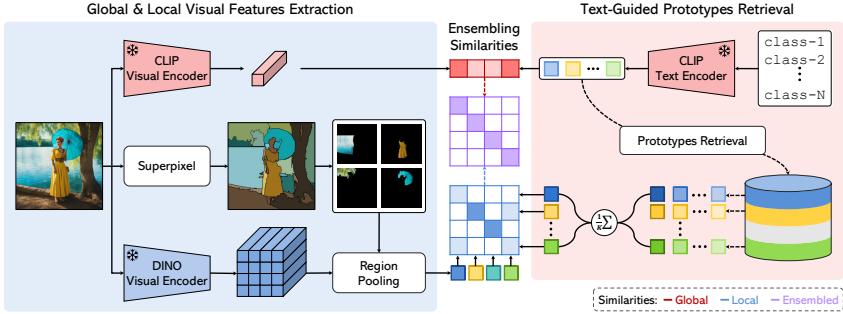 Global & Local Visual Features Extraction
Ensembling
Similarities
Text-Guided Prototypes Retrieval
CLIP
Visual Encoder
CLIP
Text Encoder
class-1
class-2
class-N
Superpixel
Prototypes Retrieval
1/K Σ
DINO
Visual Encoder
Region
Pooling
Similarities: Global Local Ensembled